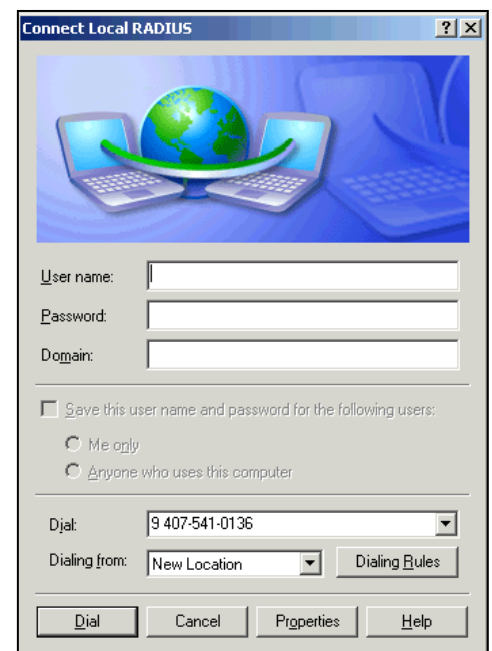 Connect Local RADIUS
User name:
Password:
Domain:
Save this user name and password for the following users:
Me only
Anyone who uses this computer
Dial: 9 407-541-0136
Dialing from: New Location Dialing Rules
Dial Cancel Properties Help